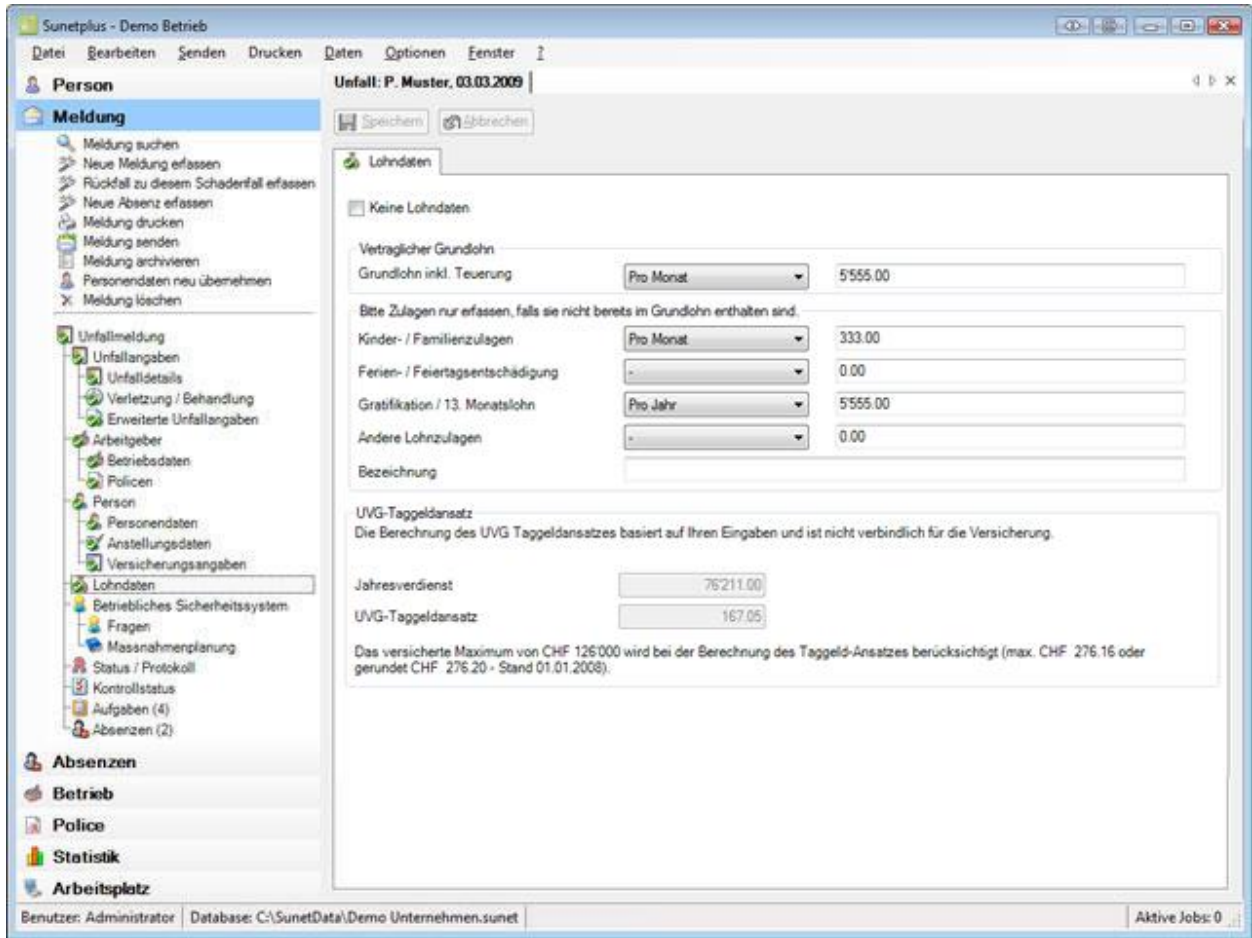 Sunetplus - Demo Betrieb
Datei Bearbeiten Senden Drucken Daten Optionen Fenster ?
Person
Meldung
Meldung suchen
Neue Meldung erfassen
Rückfall zu diesem Schadenfall erfassen
Neue Absenz erfassen
Meldung drucken
Meldung senden
Meldung archivieren
Personendaten neu übernehmen
Meldung löschen
Unfallmeldung
Unfallangaben
Unfalldetails
Verletzung / Behandlung
Erweiterte Unfallangaben
Arbeitgeber
Betriebsdaten
Policen
Person
Personendaten
Anstellungsdaten
Versicherungsangaben
Lohndaten
Betriebliches Sicherheitssystem
Fragen
Massnahmenplanung
Status / Protokoll
Kontrollstatus
Aufgaben (4)
Absenzen (2)
Absenzen
Betrieb
Police
Statistik
Arbeitsplatz
Unfall: P. Muster, 03.03.2009
Speichern Abbrechen
Lohndaten
Keine Lohndaten
Vertraglicher Grundlohn
Grundlohn inkl. Teuerung Pro Monat 5'555.00
Bitte Zulagen nur erfassen, falls sie nicht bereits im Grundlohn enthalten sind.
Kinder- / Familienzulagen Pro Monat 333.00
Ferien- / Feiertagsentschädigung - 0.00
Gratifikation / 13. Monatslohn Pro Jahr 5'555.00
Andere Lohnzulagen - 0.00
Bezeichnung
UVG-Taggeldansatz
Die Berechnung des UVG Taggeldansatzes basiert auf Ihren Eingaben und ist nicht verbindlich für die Versicherung.
Jahresverdienst 76'211.00
UVG-Taggeldansatz 167.05
Das versicherte Maximum von CHF 126'000 wird bei der Berechnung des Taggeld-Ansatzes berücksichtigt (max. CHF 276.16 oder
gerundet CHF 276.20 - Stand 01.01.2008).
Benutzer: Administrator Database: C:\SunetData\Demo Unternehmen.sunet Aktive Jobs: 0